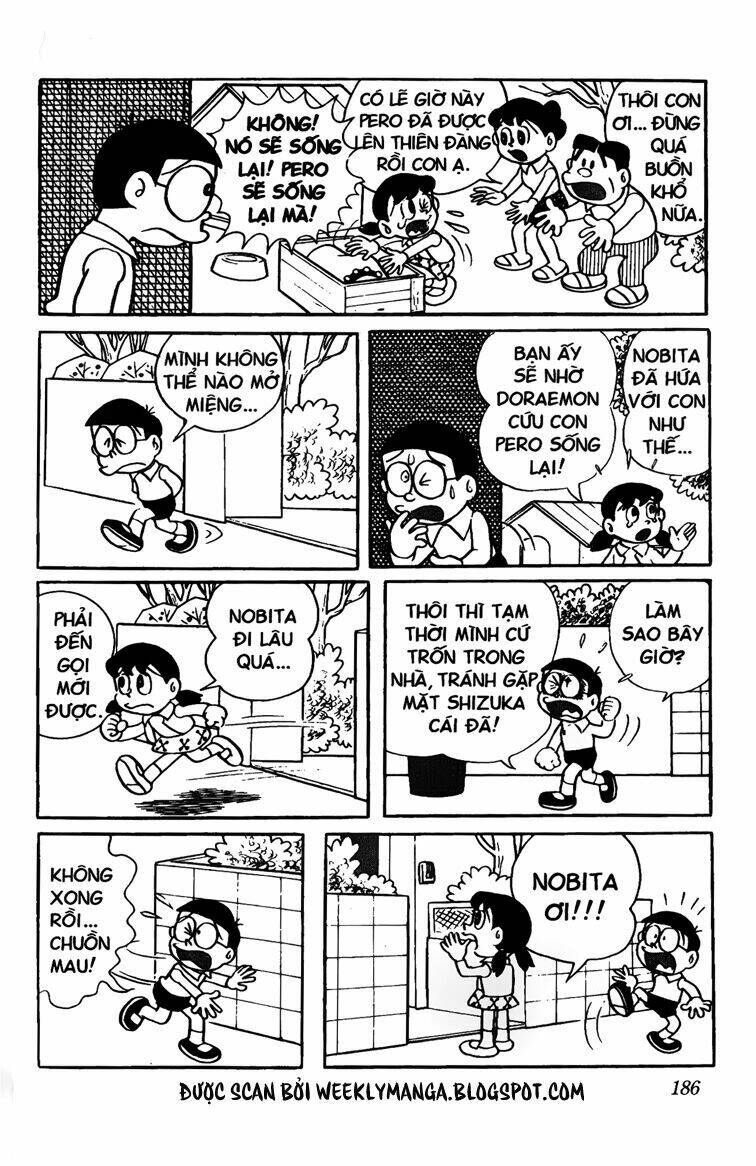 THÔI CON
ƠI... ĐỪNG
QUÁ
BUỒN
KHỔ
NỮA.
CÓ LẼ GIỜ NÀY
PERO ĐÃ ĐƯỢC
LÊN THIÊN ĐÀNG
RỒI CON Ạ.
KHÔNG!
NÓ SẼ SỐNG
LẠI! PERO
SẼ SỐNG
LẠI MÀ!
NOBITA
ĐÃ HỨA
VỚI CON
NHƯ
THẾ...
BẠN ẤY
SẼ NHỜ
DORAEMON
CỨU CON
PERO SỐNG
LẠI!
MÌNH KHÔNG
THỂ NÀO MỞ
MIỆNG...
LÀM
SAO BÂY
GIỜ?
THÔI THÌ TẠM
THỜI MÌNH CỨ
TRỐN TRONG
NHÀ, TRÁNH GẶP
MẶT SHIZUKA
CÁI ĐÃ!
NOBITA
ĐI LÂU
QUÁ...
PHẢI
ĐẾN
GỌI
MỚI
ĐƯỢC.
NOBITA
ƠI!!!
KHÔNG
XONG
RỒI...
CHUỒN
MAU!
ĐƯỢC SCAN BỞI WEEKLYMANGA.BLOGSPOT.COM
186